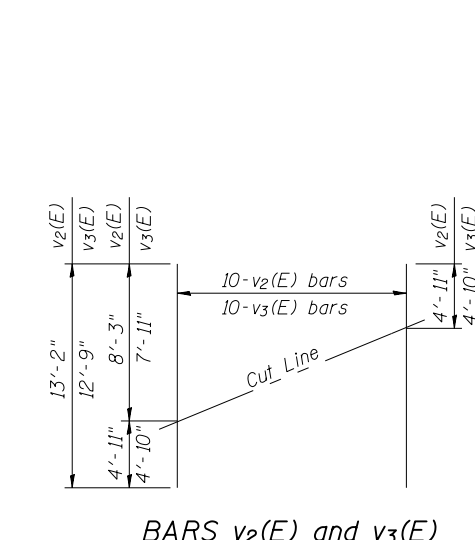 v2(E)
v3(E)
v2(E)
v3(E)
v2(E)
v3(E)
10-v2(E) bars
10-v3(E) bars
4'-11"
4'-10"
13'-2"
12'-9"
8'-3"
7'-11"
Cut Line
4'-11"
4'-10"
BARS v2(E) and v3(E)